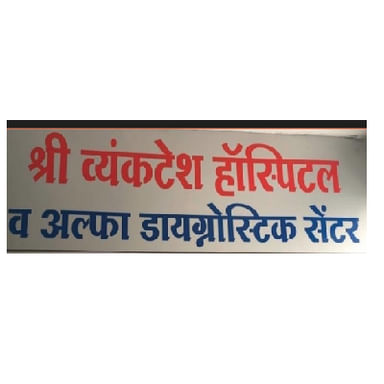 श्री व्यंकटेश हॉस्पिटल
व अल्फा डायग्नोस्टिक सेंटर